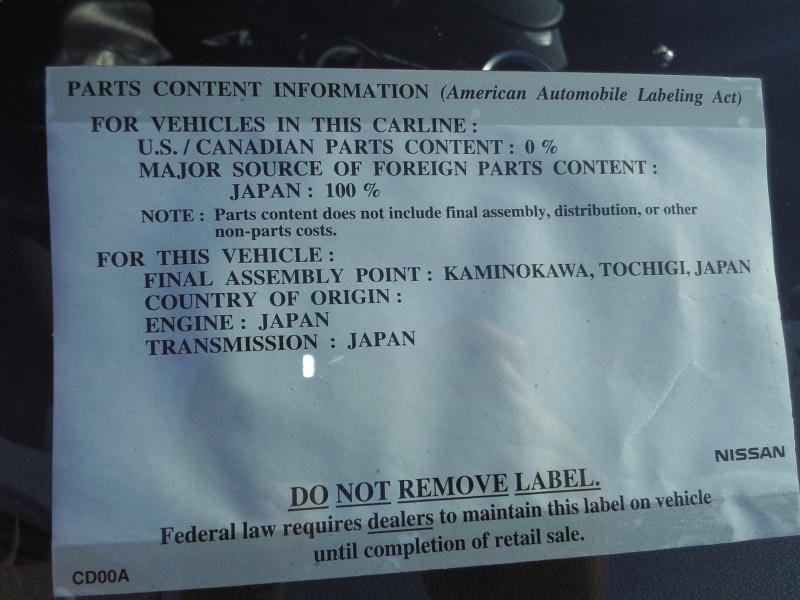 PARTS CONTENT INFORMATION (American Automobile Labeling Act)
FOR VEHICLES IN THIS CARLINE :
U.S. / CANADIAN PARTS CONTENT : 0 %
MAJOR SOURCE OF FOREIGN PARTS CONTENT :
JAPAN : 100 %
NOTE : Parts content does not include final assembly, distribution, or other
non-parts costs.
FOR THIS VEHICLE :
FINAL ASSEMBLY POINT : KAMINOKAWA, TOCHIGI, JAPAN
COUNTRY OF ORIGIN :
ENGINE : JAPAN
TRANSMISSION : JAPAN
NISSAN
DO NOT REMOVE LABEL.
Federal law requires dealers to maintain this label on vehicle
until completion of retail sale.
CD00A